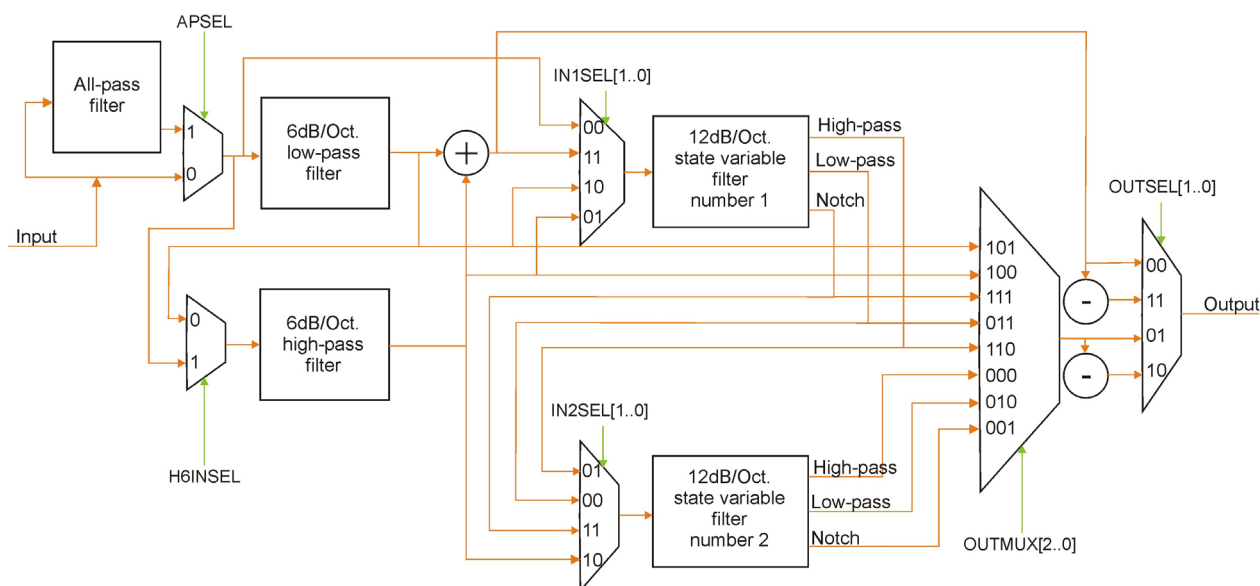 APSEL
All-pass
filter
1
0
Input
6dB/Oct.
low-pass
filter
+
IN1SEL[1..0]
00
11
10
01
12dB/Oct.
state variable
filter
number 1
High-pass
Low-pass
Notch
0
1
H6INSEL
6dB/Oct.
high-pass
filter
IN2SEL[1..0]
01
00
11
10
12dB/Oct.
state variable
filter
number 2
High-pass
Low-pass
Notch
101
100
111
011
110
000
010
001
OUTMUX[2..0]
-
-
OUTSEL[1..0]
00
11
01
10
Output